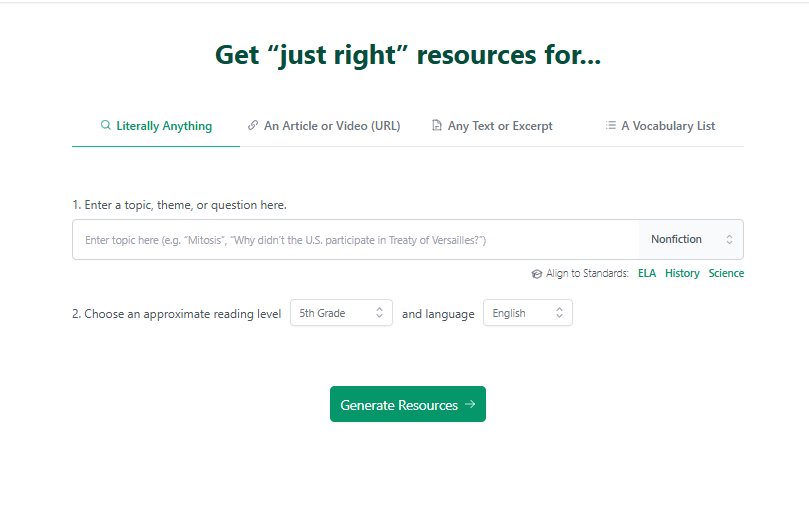 Get “just right” resources for...
Literally Anything An Article or Video (URL) Any Text or Excerpt A Vocabulary List
1. Enter a topic, theme, or question here.
Enter topic here (e.g. “Mitosis”, “Why didn’t the U.S. participate in Treaty of Versailles?”) Nonfiction
Align to Standards: ELA History Science
2. Choose an approximate reading level 5th Grade and language English
Generate Resources →